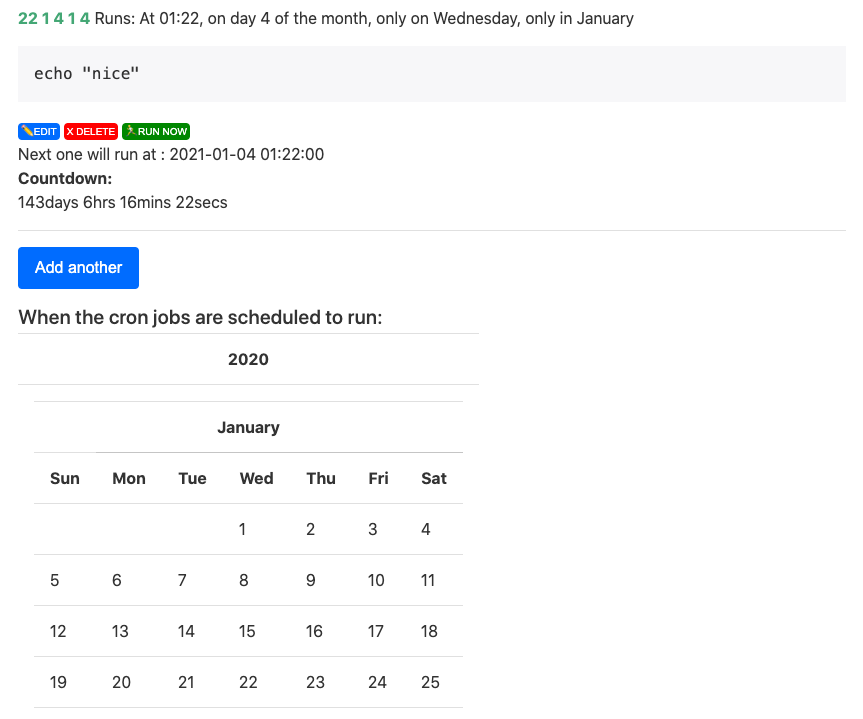 22 1 4 1 4 Runs: At 01:22, on day 4 of the month, only on Wednesday, only in January
echo "nice"
✏️EDIT X DELETE 🏃RUN NOW
Next one will run at : 2021-01-04 01:22:00
Countdown:
143days 6hrs 16mins 22secs
Add another
When the cron jobs are scheduled to run:
2020
January
Sun Mon Tue Wed Thu Fri Sat
1 2 3 4
5 6 7 8 9 10 11
12 13 14 15 16 17 18
19 20 21 22 23 24 25